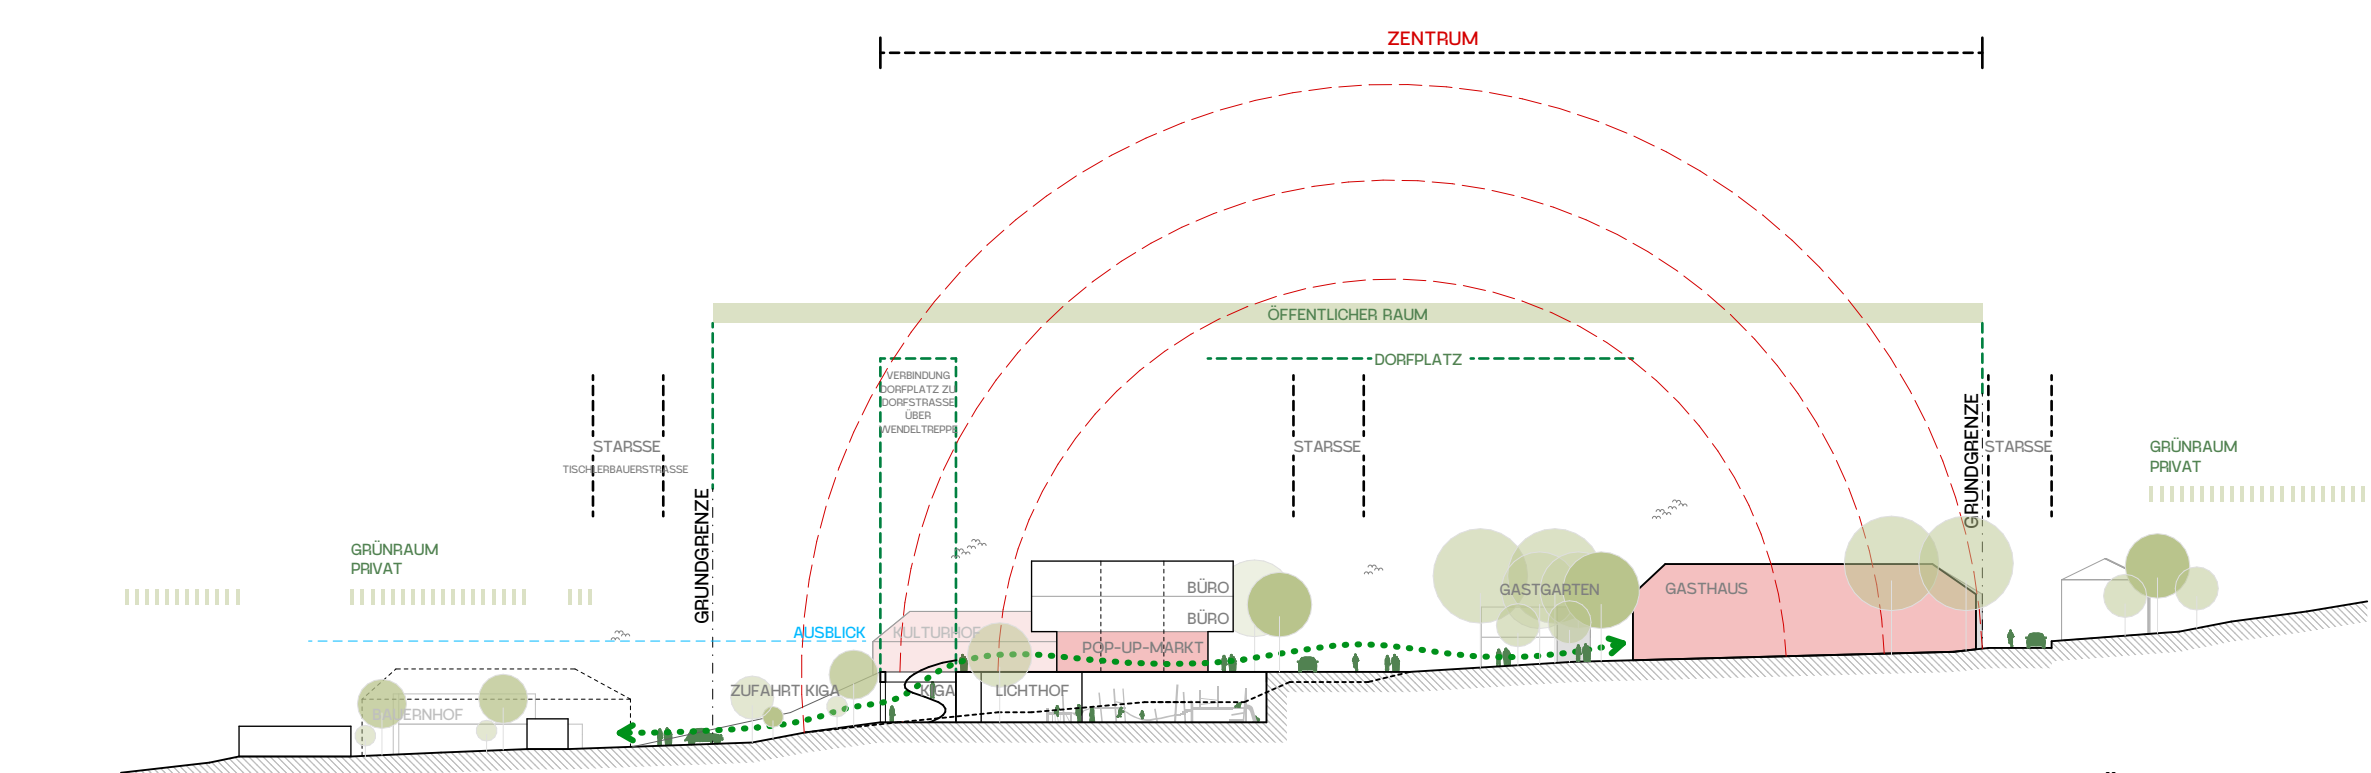 ZENTRUM
ÖFFENTLICHER RAUM
DORFPLATZ
VERBINDUNG
DORFPLATZ ZU
DORFSTRASSE
ÜBER
WENDELTREPPE
STARSSE
TISCHLERBAUERSTRASSE
STARSSE
STARSSE
GRUNDGRENZE
GRUNDGRENZE
GRÜNRAUM
PRIVAT
GRÜNRAUM
PRIVAT
BÜRO
BÜRO
GASTGARTEN
GASTHAUS
AUSBLICK
KULTURHOF
POP-UP-MARKT
ZUFAHRT KIGA
KIGA
LICHTHOF
BAUERNHOF